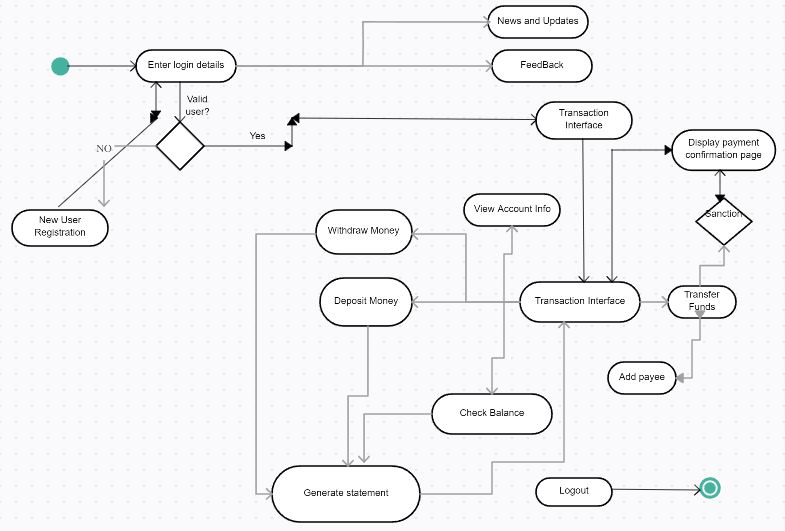 News and Updates
Enter login details
FeedBack
Valid
user?
Transaction
Interface
Yes
Display payment
confirmation page
NO
New User
Registration
View Account Info
Sanction
Withdraw Money
Deposit Money
Transaction Interface
Transfer
Funds
Add payee
Check Balance
Generate statement
Logout